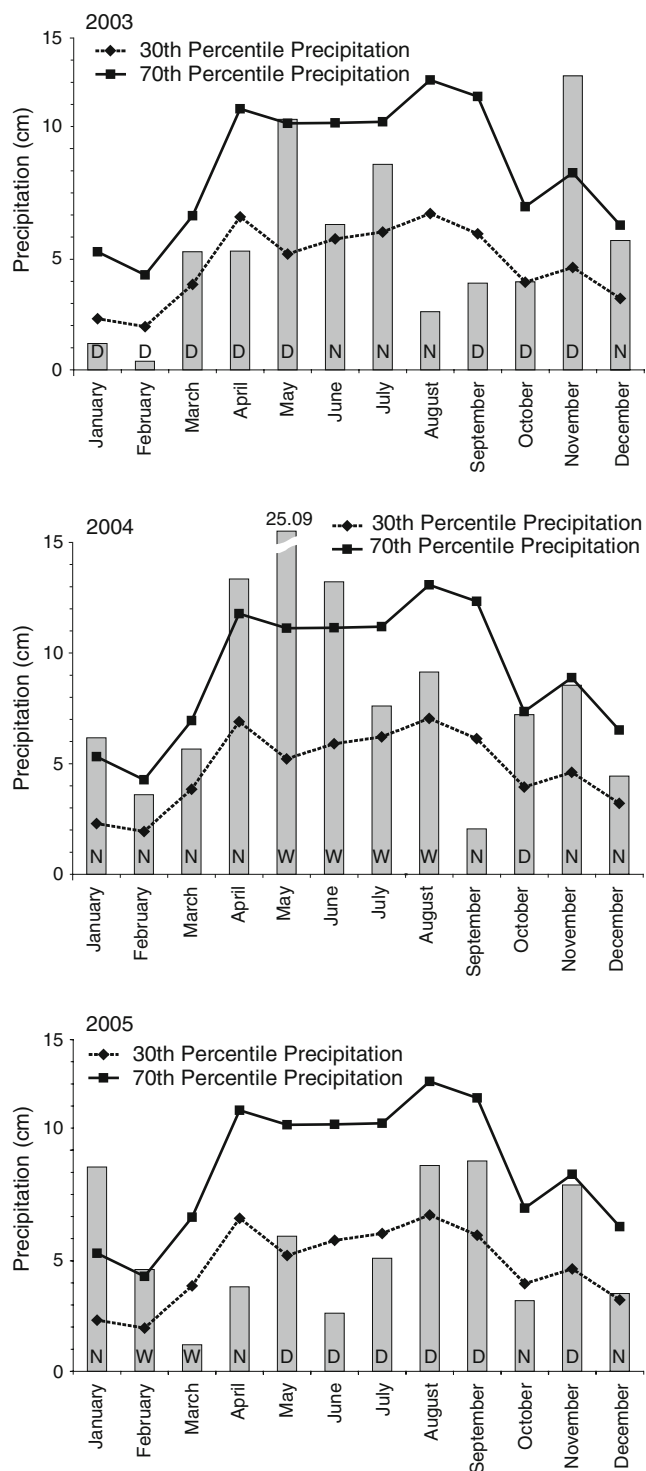 2003
30th Percentile Precipitation
70th Percentile Precipitation
Precipitation (cm)
15
10
5
0
D D D D D N N N D D D N
January February March April May June July August September October November December
2004
25.09
30th Percentile Precipitation
70th Percentile Precipitation
Precipitation (cm)
15
10
5
0
N N N N W W W W N D N N
January February March April May June July August September October November December
2005
30th Percentile Precipitation
70th Percentile Precipitation
Precipitation (cm)
15
10
5
0
N W W N D D D D D N D N
January February March April May June July August September October November December